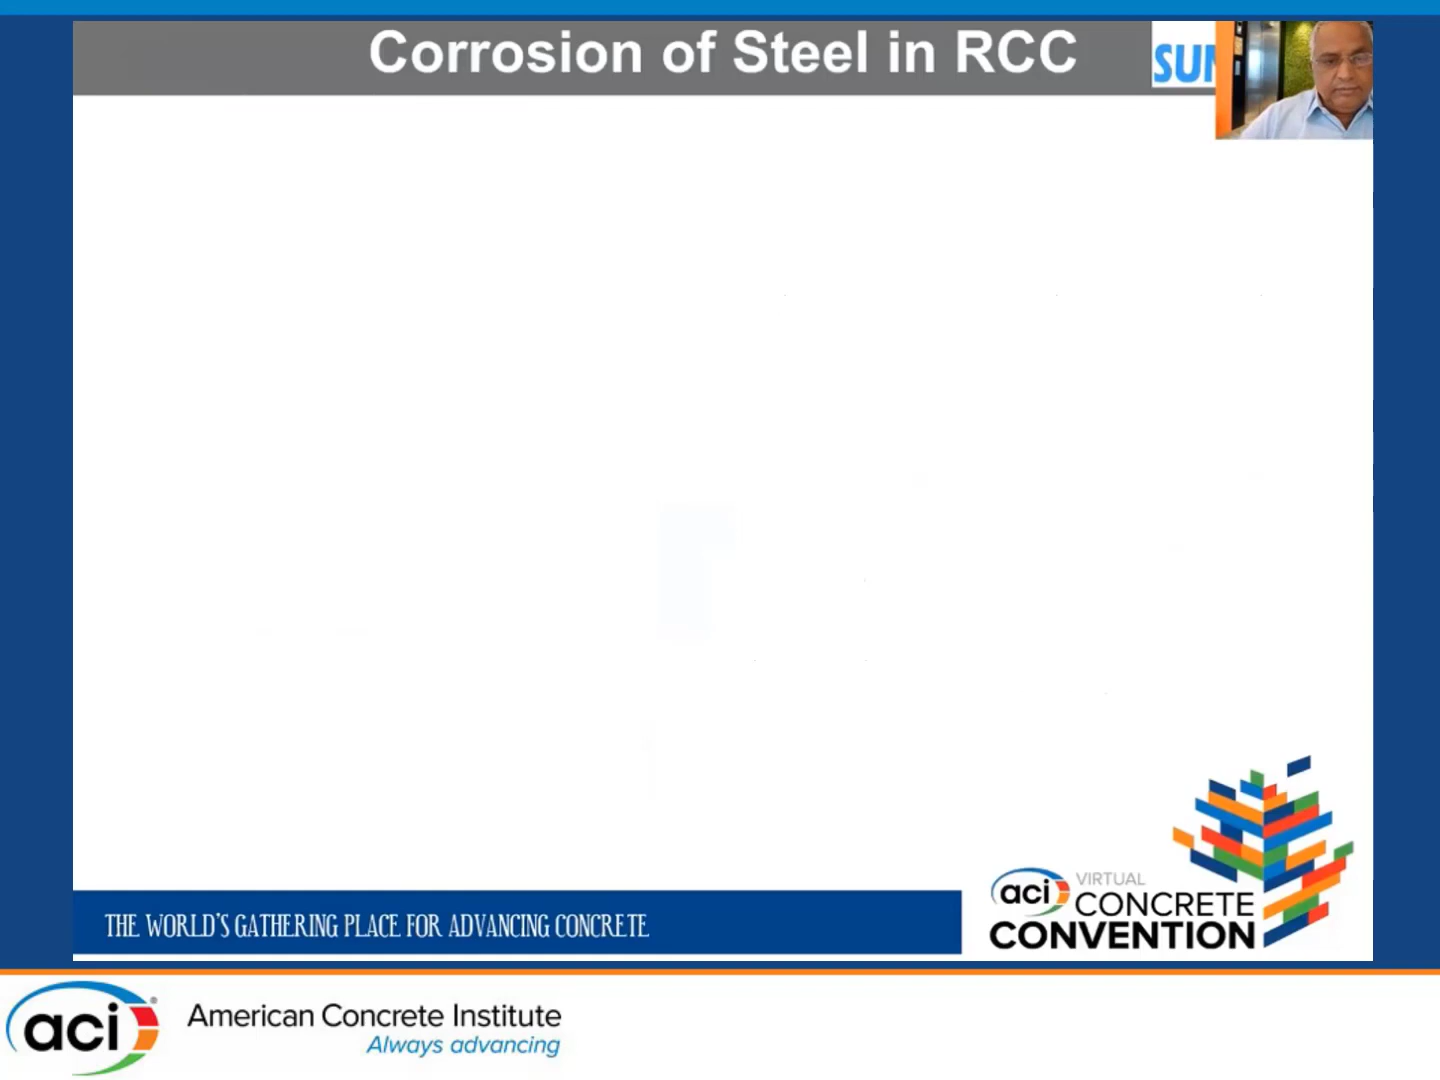 Corrosion of Steel in RCC
THE WORLD'S GATHERING PLACE FOR ADVANCING CONCRETE
aci VIRTUAL
CONCRETE
CONVENTION
aci
American Concrete Institute
Always advancing